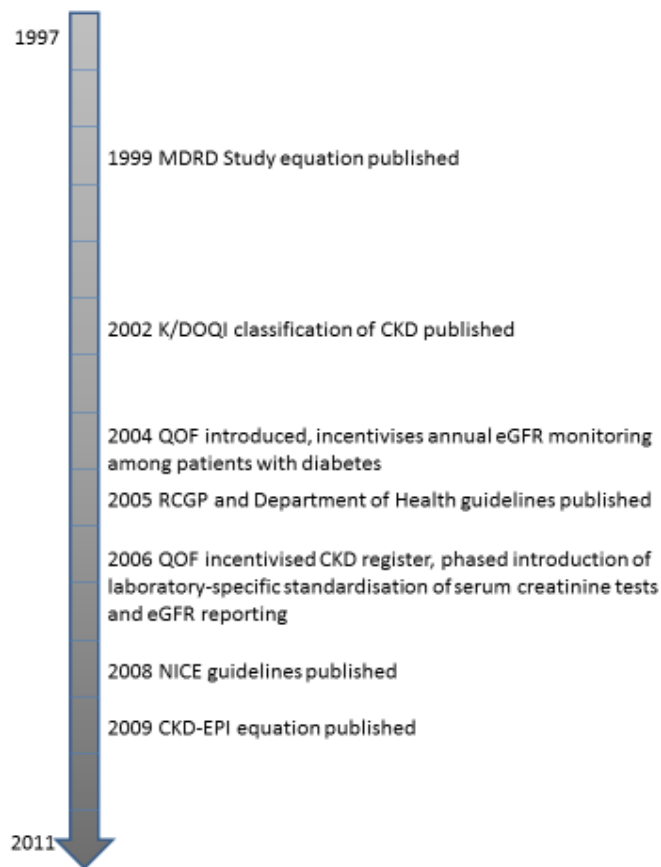 1997
1999 MDRD Study equation published
2002 K/DOQI classification of CKD published
2004 QOF introduced, incentivises annual eGFR monitoring
among patients with diabetes
2005 RCGP and Department of Health guidelines published
2006 QOF incentivised CKD register, phased introduction of
laboratory-specific standardisation of serum creatinine tests
and eGFR reporting
2008 NICE guidelines published
2009 CKD-EPI equation published
2011